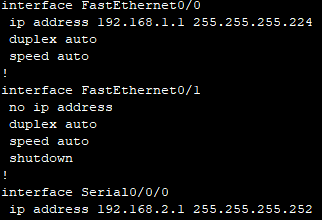 interface FastEthernet0/0
 ip address 192.168.1.1 255.255.255.224
 duplex auto
 speed auto
!
interface FastEthernet0/1
 no ip address
 duplex auto
 speed auto
 shutdown
!
interface Serial0/0/0
 ip address 192.168.2.1 255.255.255.252